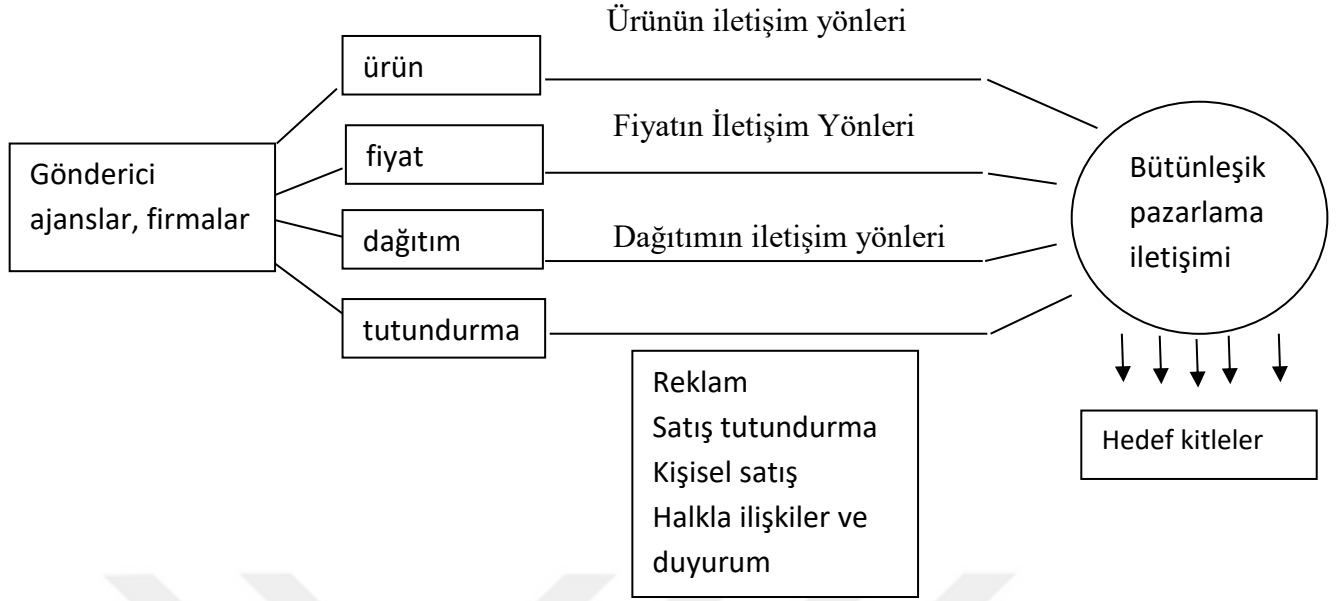 Ürünün iletişim yönleri
ürün
Fiyatın İletişim Yönleri
fiyat
Gönderici
ajanslar, firmalar
Bütünleşik
pazarlama
iletişimi
dağıtım
Dağıtımın iletişim yönleri
tutundurma
Reklam
Satış tutundurma
Kişisel satış
Halkla ilişkiler ve
duyurum
Hedef kitleler